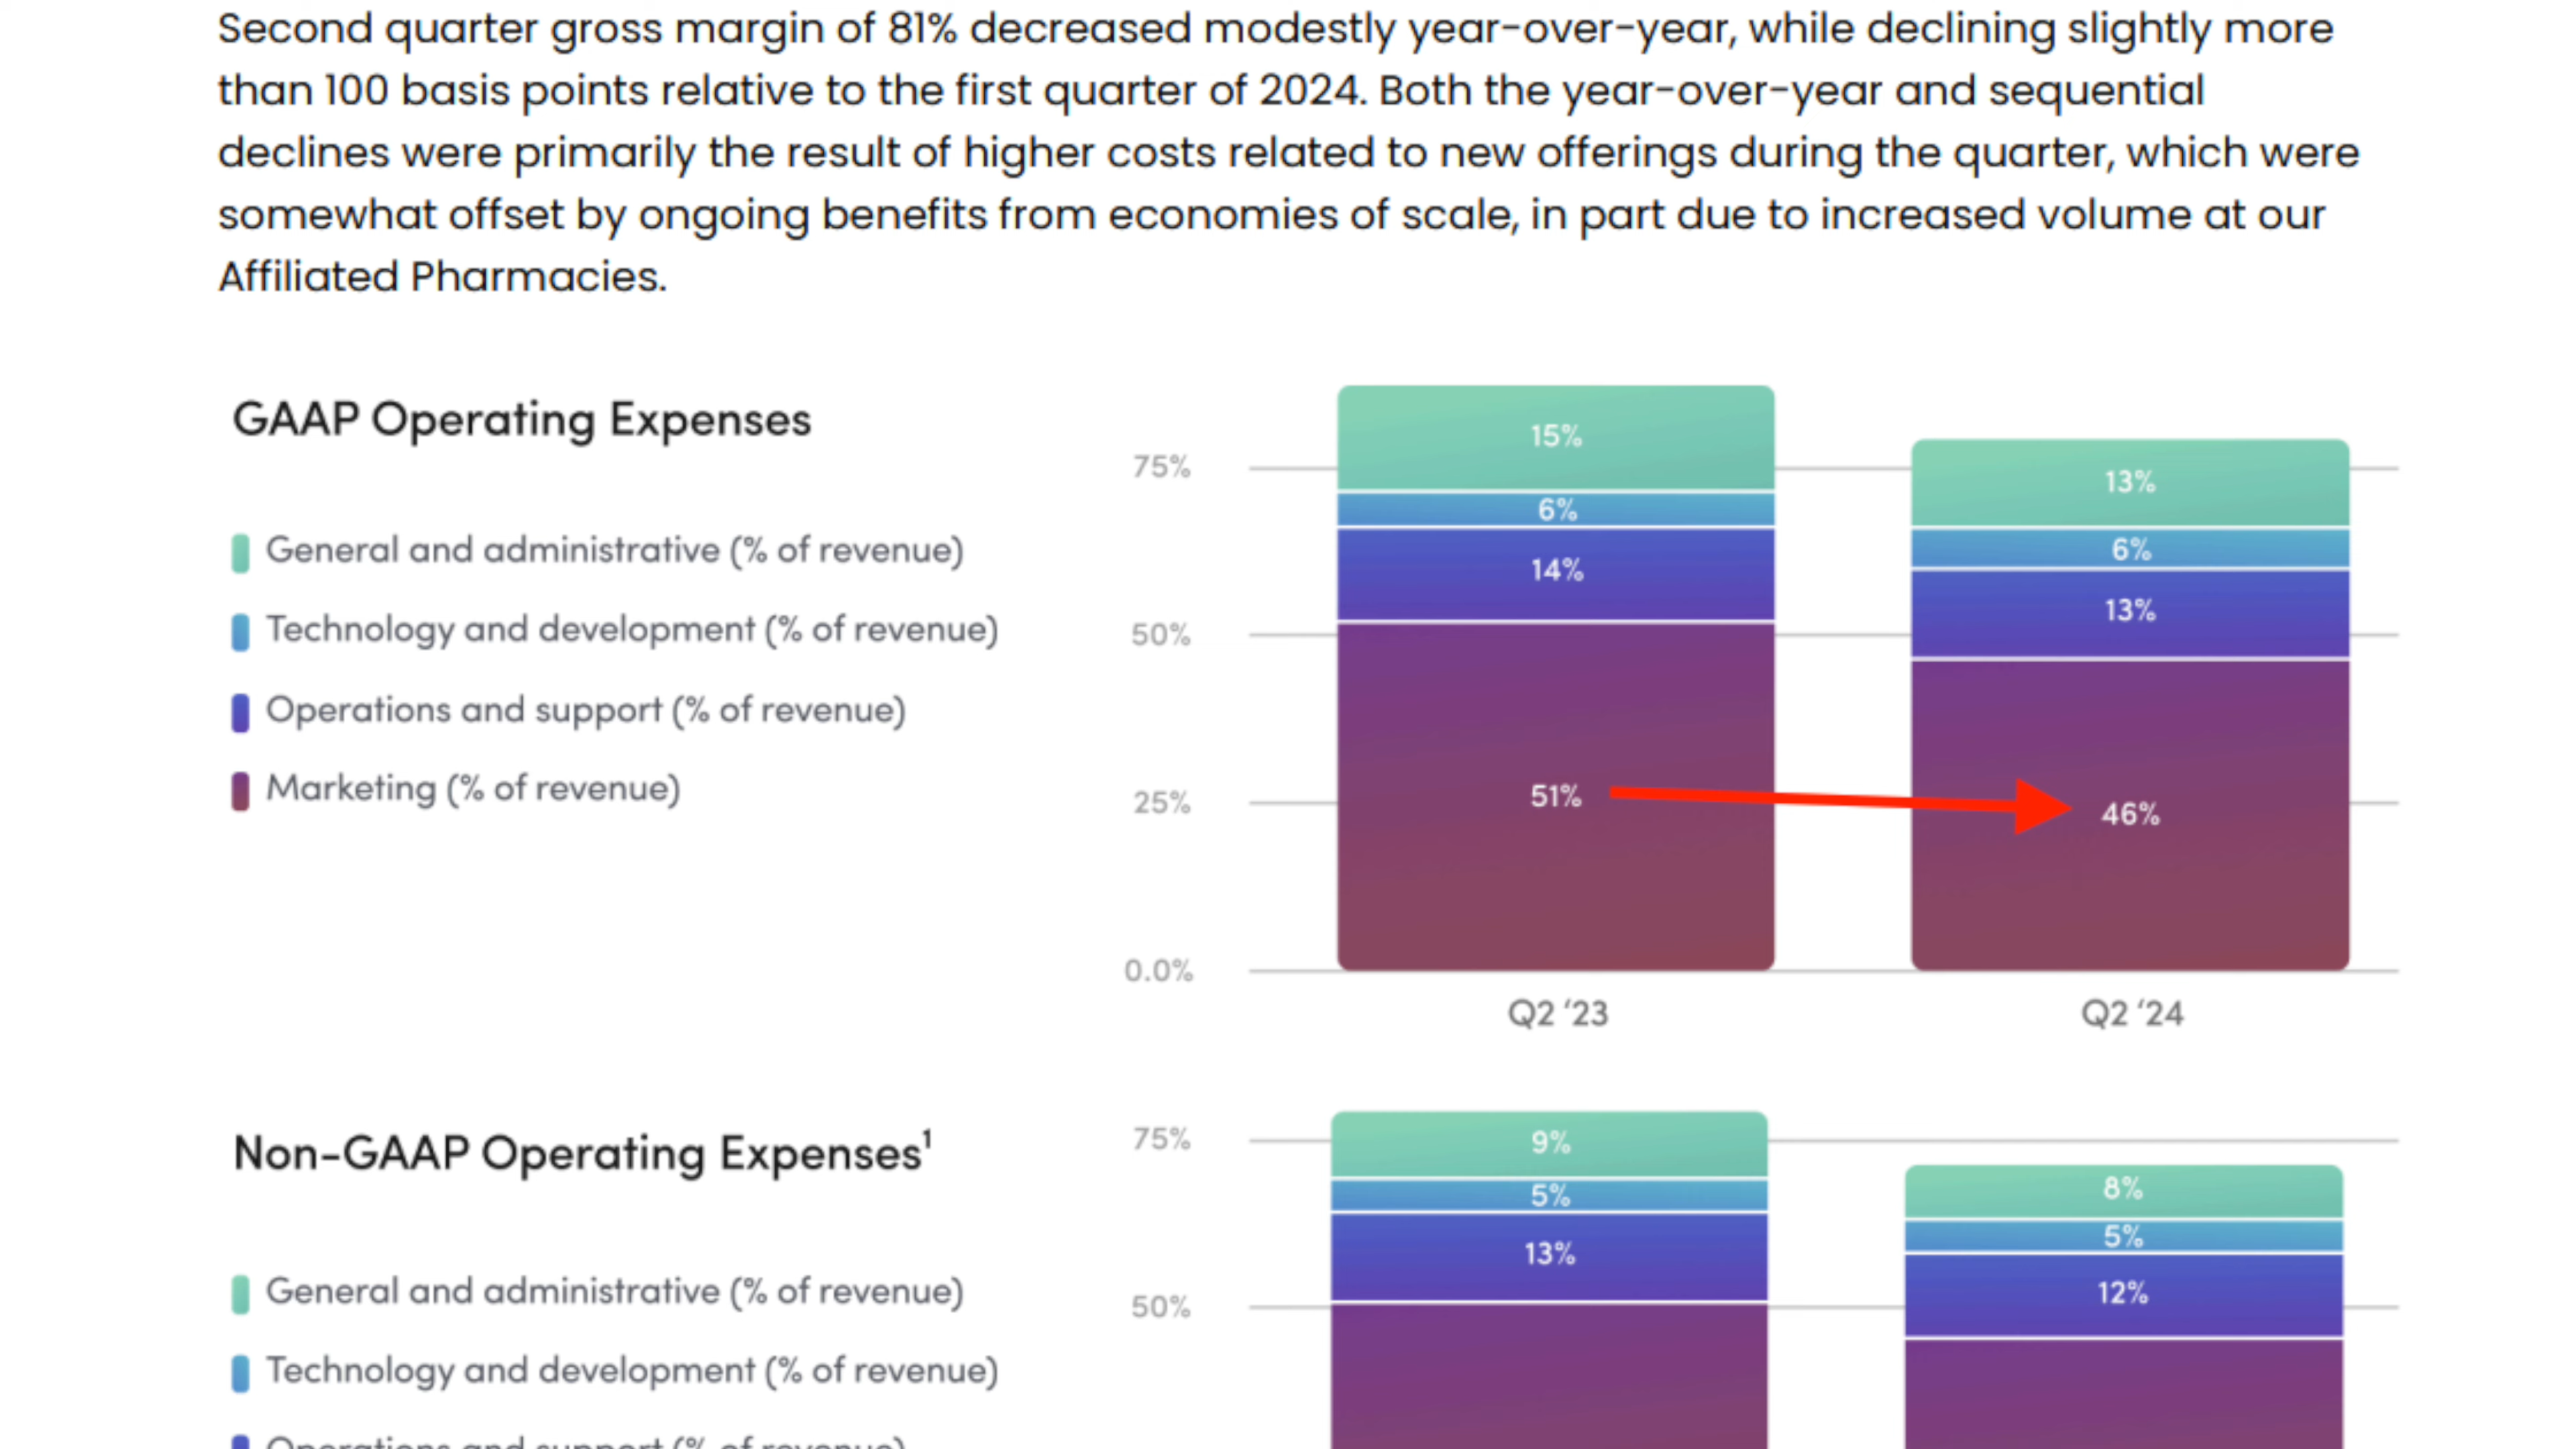 Second quarter gross margin of 81% decreased modestly year-over-year, while declining slightly more
than 100 basis points relative to the first quarter of 2024. Both the year-over-year and sequential
declines were primarily the result of higher costs related to new offerings during the quarter, which were
somewhat offset by ongoing benefits from economies of scale, in part due to increased volume at our
Affiliated Pharmacies.
GAAP Operating Expenses
General and administrative (% of revenue)
Technology and development (% of revenue)
Operations and support (% of revenue)
Marketing (% of revenue)
75%
50%
25%
0.0%
15%
6%
14%
51%
Q2 ‘23
13%
6%
13%
46%
Q2 ‘24
Non-GAAP Operating Expenses¹
General and administrative (% of revenue)
Technology and development (% of revenue)
Operations and support (% of revenue)
75%
50%
9%
5%
13%
8%
5%
12%